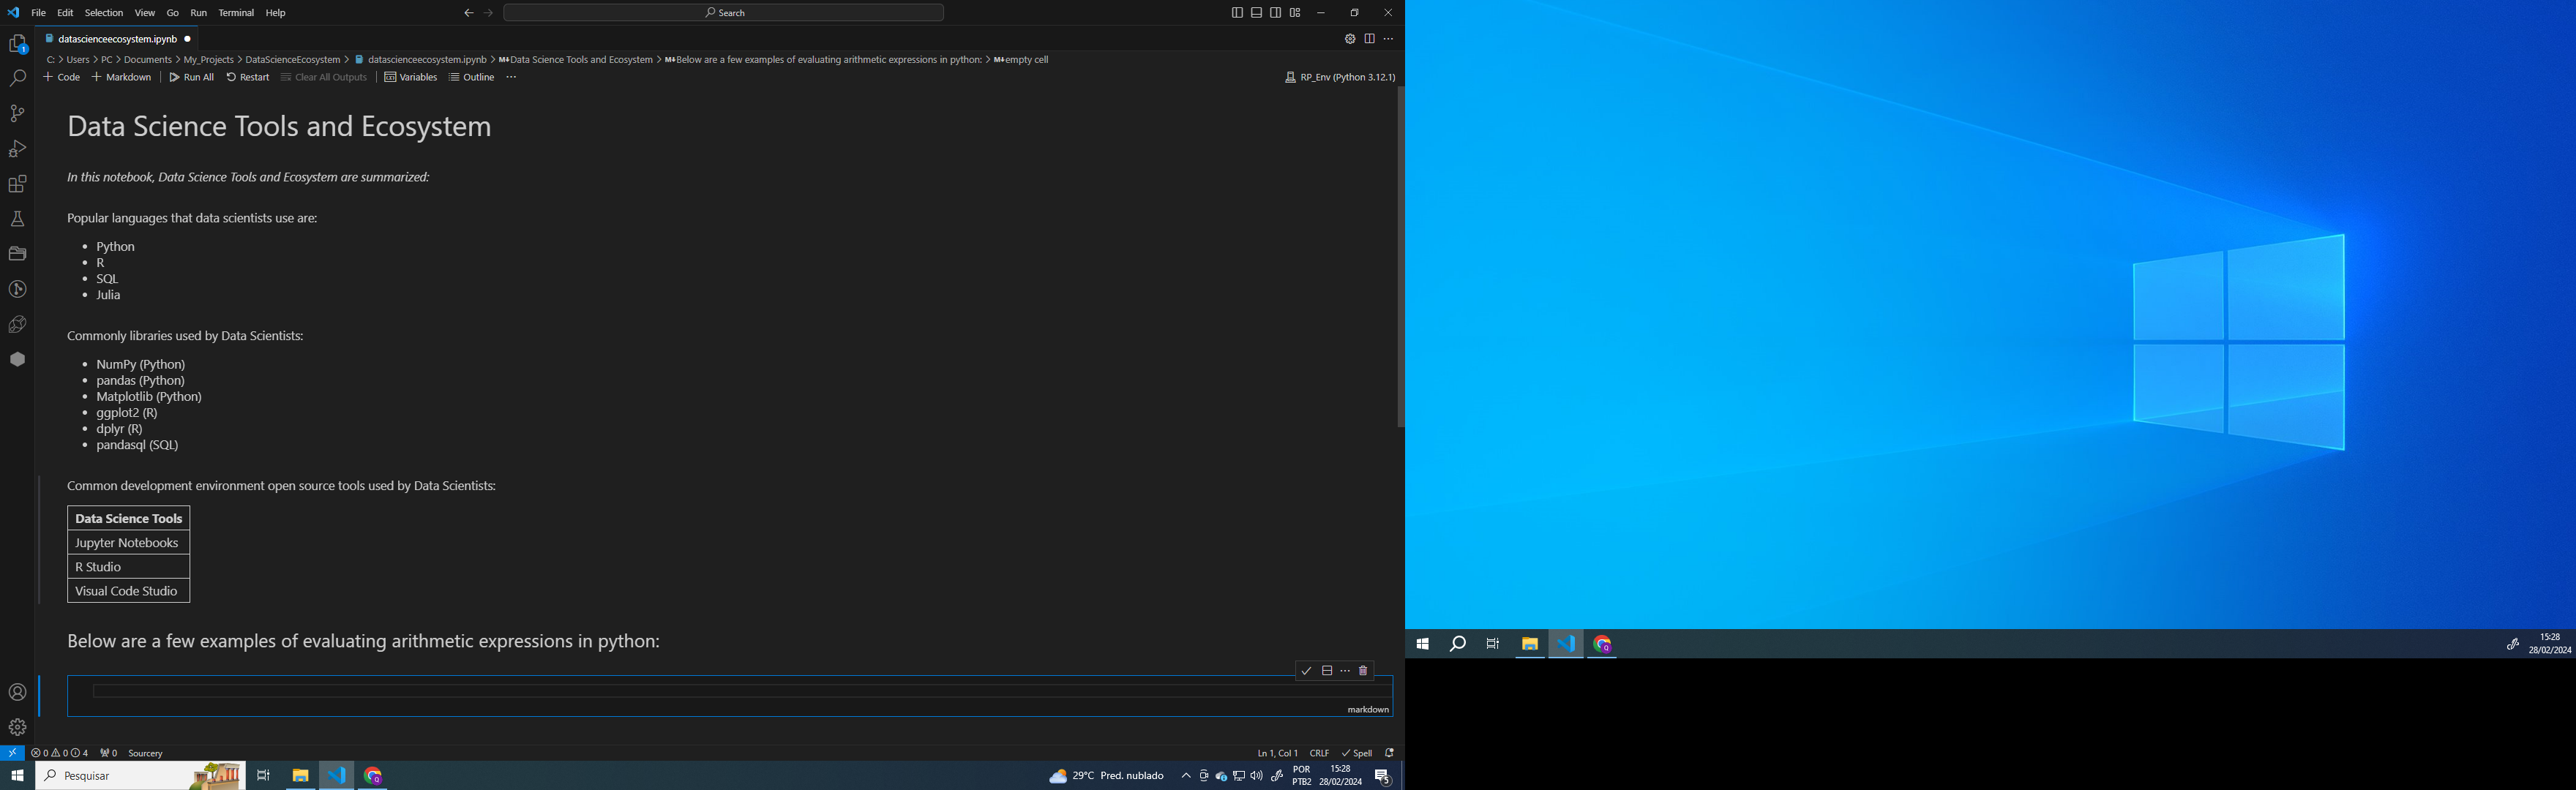 File Edit Selection View Go Run Terminal Help
Search
datascienceecosystem.ipynb
1
C: > Users > PC > Documents > My_Projects > DataScienceEcosystem > datascienceecosystem.ipynb > M↓Data Science Tools and Ecosystem > M↓Below are a few examples of evaluating arithmetic expressions in python: > M↓empty cell
+ Code + Markdown Run All Restart Clear All Outputs Variables Outline ... RP_Env (Python 3.12.1)
Data Science Tools and Ecosystem
In this notebook, Data Science Tools and Ecosystem are summarized:
Popular languages that data scientists use are:
• Python
• R
• SQL
• Julia
Commonly libraries used by Data Scientists:
• NumPy (Python)
• pandas (Python)
• Matplotlib (Python)
• ggplot2 (R)
• dplyr (R)
• pandasql (SQL)
Common development environment open source tools used by Data Scientists:
Data Science Tools
Jupyter Notebooks
R Studio
Visual Code Studio
Below are a few examples of evaluating arithmetic expressions in python:
markdown
0 0 4 0 Sourcery Ln 1, Col 1 CRLF Spell
Pesquisar 29°C Pred. nublado
POR
PTB2
15:28
28/02/2024
5
15:28
28/02/2024